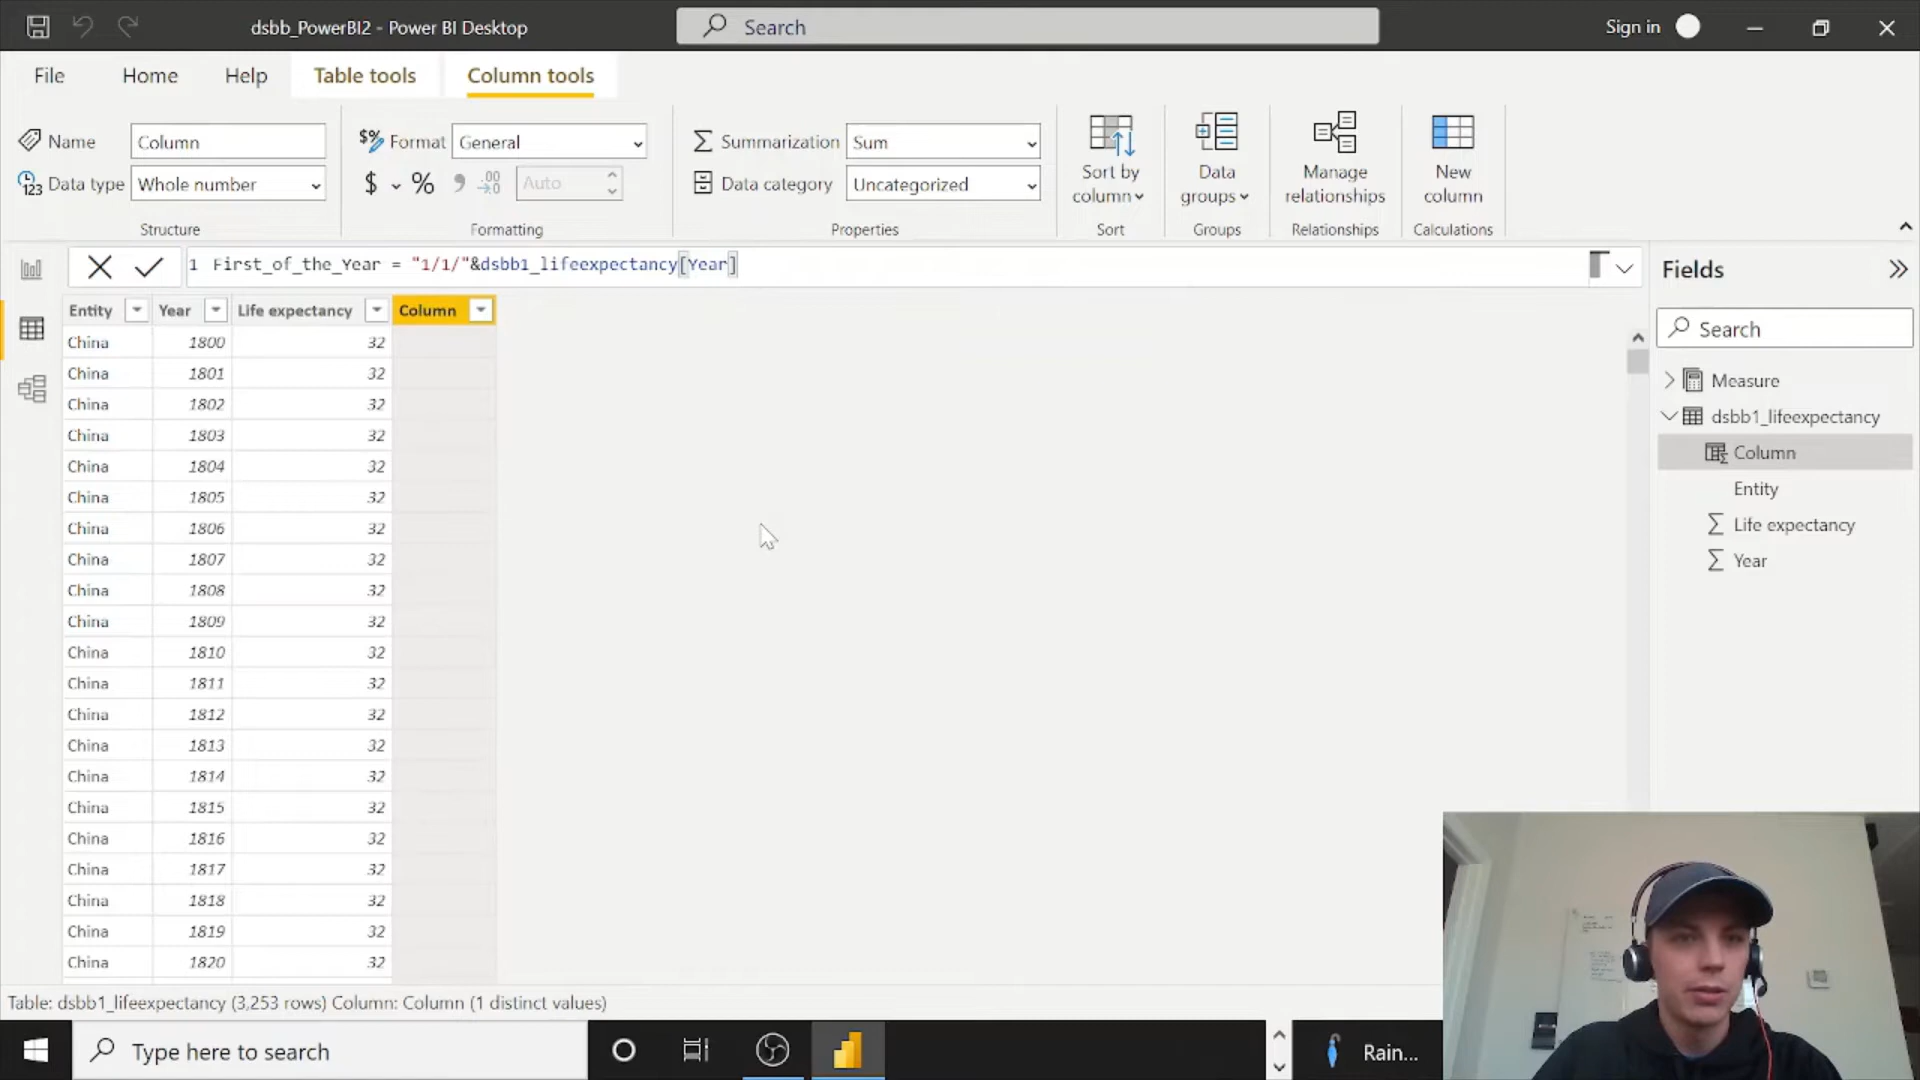 dsbb_PowerBI2 - Power BI Desktop
Search
Sign in
File
Home
Help
Table tools
Column tools
Name
Column
Data type
Whole number
Structure
Format
General
$ %
Auto
Formatting
Summarization
Sum
Data category
Uncategorized
Properties
Sort by
column
Sort
Data
groups
Groups
Manage
relationships
Relationships
New
column
Calculations
1 First_of_the_Year = "1/1/"&dsbb1_lifeexpectancy[Year]
Entity Year Life expectancy Column
China 1800 32
China 1801 32
China 1802 32
China 1803 32
China 1804 32
China 1805 32
China 1806 32
China 1807 32
China 1808 32
China 1809 32
China 1810 32
China 1811 32
China 1812 32
China 1813 32
China 1814 32
China 1815 32
China 1816 32
China 1817 32
China 1818 32
China 1819 32
China 1820 32
Fields
Search
Measure
dsbb1_lifeexpectancy
Column
Entity
Life expectancy
Year
Table: dsbb1_lifeexpectancy (3,253 rows) Column: Column (1 distinct values)
Type here to search
Rain...